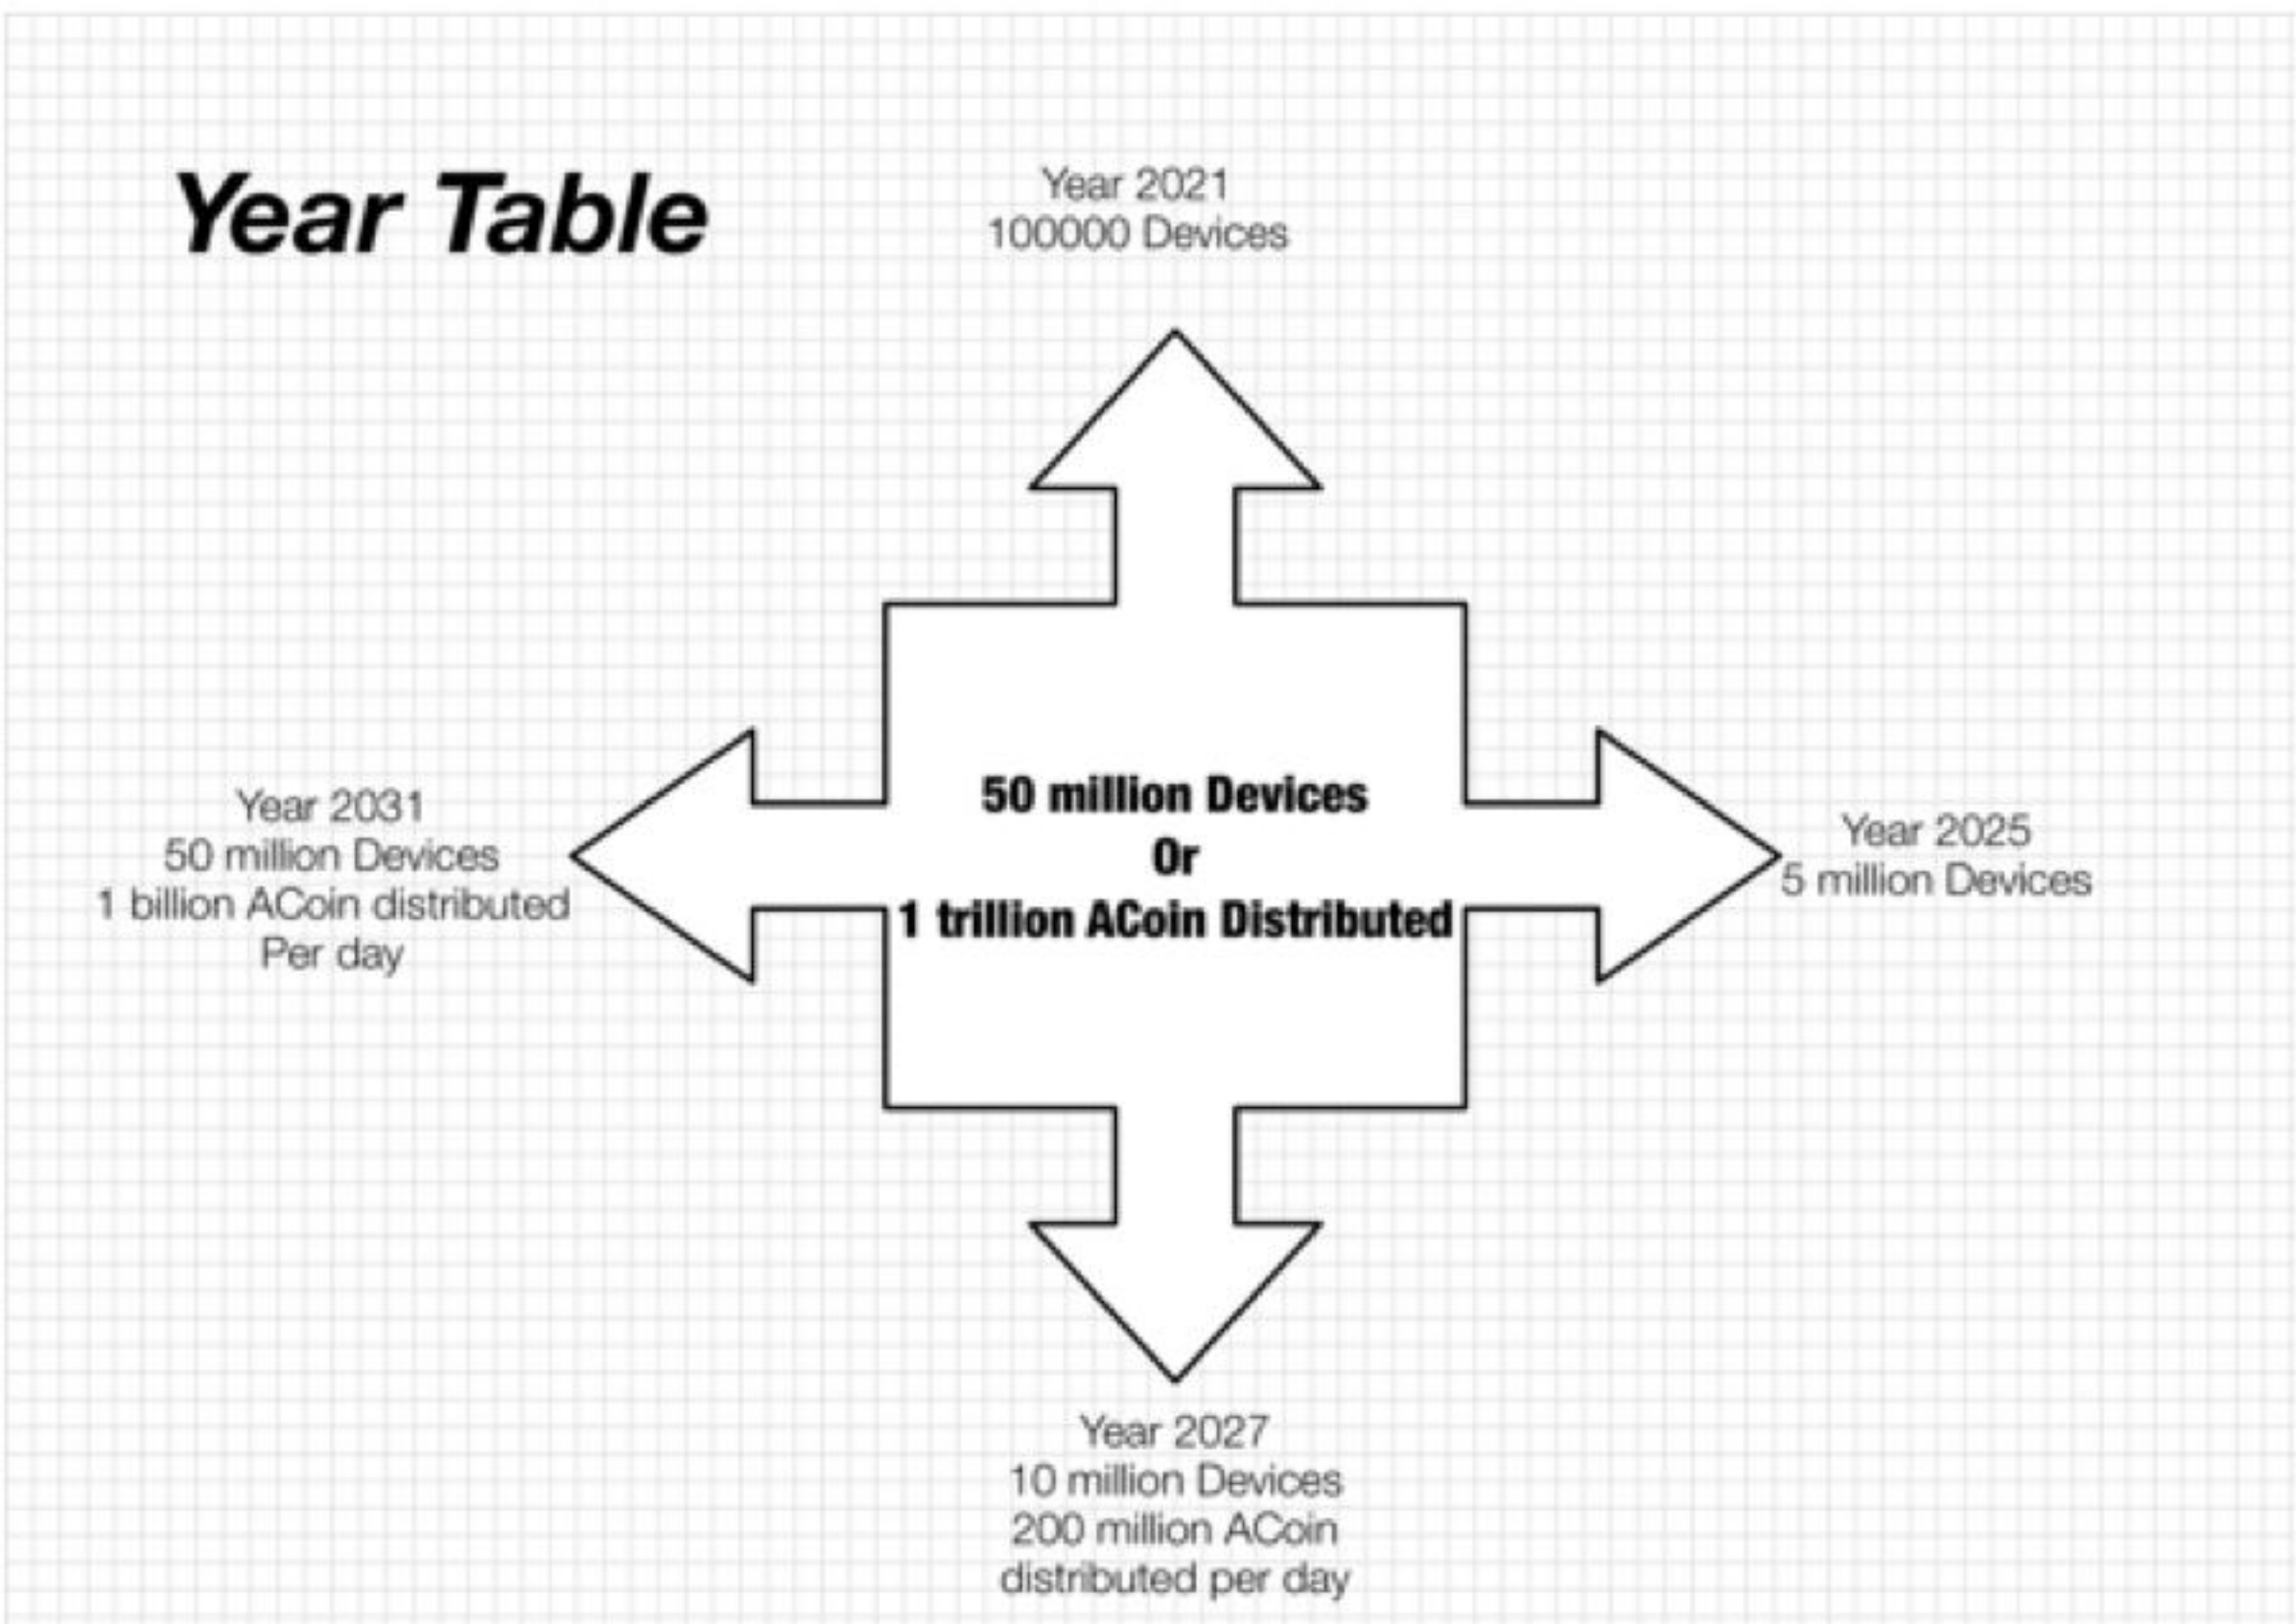 Year Table
Year 2021
100000 Devices
Year 2031
50 million Devices
1 billion ACoin distributed
Per day
50 million Devices
Or
1 trillion ACoin Distributed
Year 2025
5 million Devices
Year 2027
10 million Devices
200 million ACoin
distributed per day